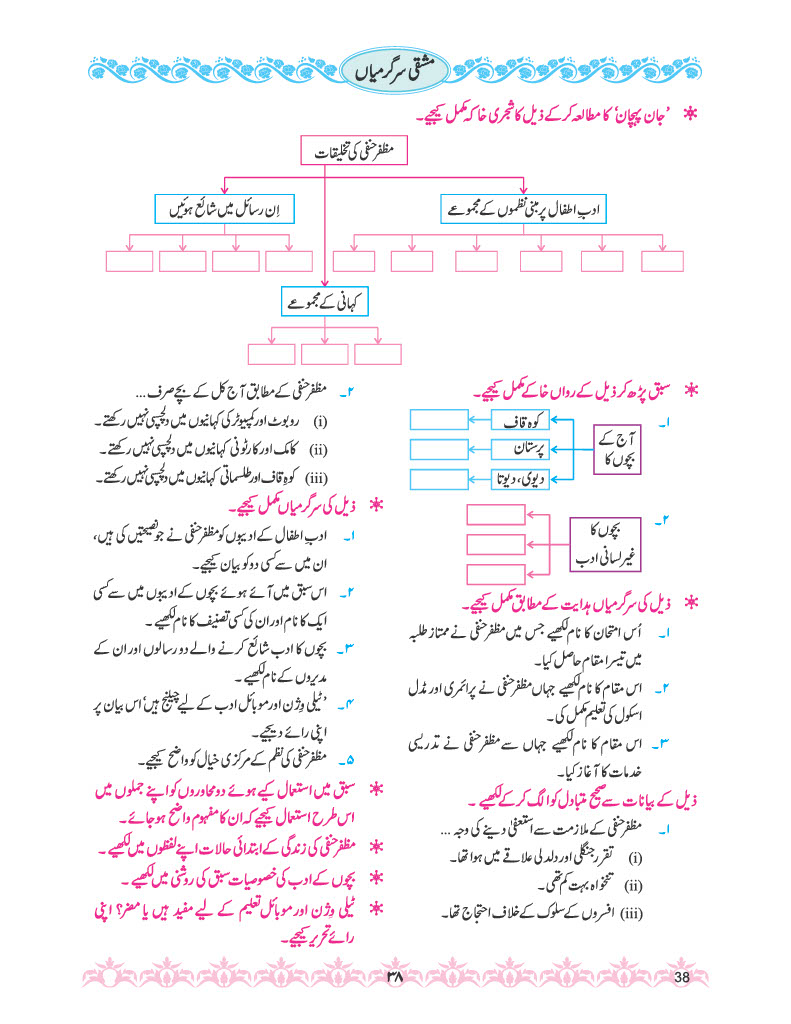 مشقی سرگرمیاں
* ’جان پہچان‘ کا مطالعہ کر کے ذیل کا شجری خاکہ مکمل کیجیے۔
مظفر حنفی کی تخلیقات
ادبِ اطفال پر مبنی نظموں کے مجموعے
اِن رسائل میں شائع ہوئیں
کہانی کے مجموعے
* سبق پڑھ کر ذیل کے رواں خاکے مکمل کیجیے۔
۱۔
آج کے
بچوں کا
کوہ قاف
پرستان
دیوی، دیوتا
۲۔
بچوں کا
غیر لسانی ادب
* ذیل کی سرگرمیاں ہدایت کے مطابق مکمل کیجیے۔
۱۔ اُس امتحان کا نام لکھیے جس میں مظفر حنفی نے ممتاز طلبہ
میں تیسرا مقام حاصل کیا۔
۲۔ اس مقام کا نام لکھیے جہاں مظفر حنفی نے پرائمری اور مڈل
اسکول کی تعلیم مکمل کی۔
۳۔ اس مقام کا نام لکھیے جہاں سے مظفر حنفی نے تدریسی
خدمات کا آغاز کیا۔
ذیل کے بیانات سے صحیح متبادل کو الگ کر کے لکھیے ۔
۱۔ مظفر حنفی کے ملازمت سے استعفیٰ دینے کی وجہ ...
(i) تقرر جنگلی اور دلدلی علاقے میں ہوا تھا۔
(ii) تنخواہ بہت کم تھی۔
(iii) افسروں کے سلوک کے خلاف احتجاج تھا۔
۲۔ مظفر حنفی کے مطابق آج کل کے بچے صرف ...
(i) روبوٹ اور کمپیوٹر کی کہانیوں میں دلچسپی نہیں رکھتے۔
(ii) کامک اور کارٹونی کہانیوں میں دلچسپی نہیں رکھتے۔
(iii) کوہِ قاف اور طلسماتی کہانیوں میں دلچسپی نہیں رکھتے۔
* ذیل کی سرگرمیاں مکمل کیجیے۔
۱۔ ادبِ اطفال کے ادیبوں کو مظفر حنفی نے جو نصیحتیں کی ہیں،
ان میں سے کسی دو کو بیان کیجیے۔
۲۔ اس سبق میں آئے ہوئے بچوں کے ادیبوں میں سے کسی
ایک کا نام اور ان کی کسی تصنیف کا نام لکھیے ۔
۳۔ بچوں کا ادب شائع کرنے والے دو رسالوں اور ان کے
مدیروں کے نام لکھیے ۔
۴۔ ’ٹیلی وِژن اور موبائل ادب کے لیے چیلنج ہیں‘ اس بیان پر
اپنی رائے دیجیے۔
۵۔ مظفر حنفی کی نظم کے مرکزی خیال کو واضح کیجیے۔
* سبق میں استعمال کیے ہوئے دو محاوروں کو اپنے جملوں میں
اس طرح استعمال کیجیے کہ ان کا مفہوم واضح ہوجائے۔
* مظفر حنفی کی زندگی کے ابتدائی حالات اپنے لفظوں میں لکھیے ۔
* بچوں کے ادب کی خصوصیات سبق کی روشنی میں لکھیے ۔
* ٹیلی وژن اور موبائل تعلیم کے لیے مفید ہیں یا مضر؟ اپنی
رائے تحریر کیجیے۔
۳۸
38